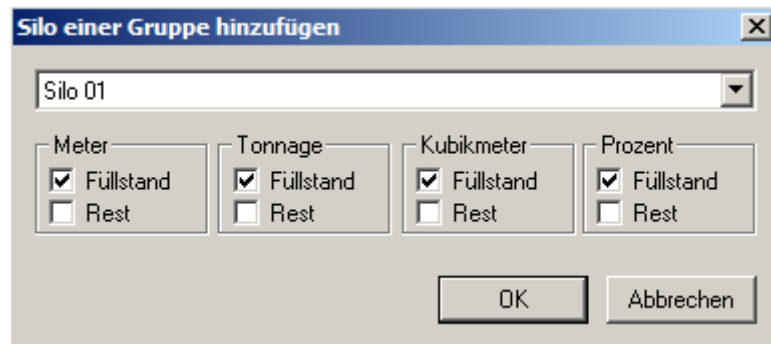 Silo einer Gruppe hinzufügen
Silo 01
Meter Tonnage Kubikmeter Prozent
Füllstand Füllstand Füllstand Füllstand
Rest Rest Rest Rest
OK Abbrechen